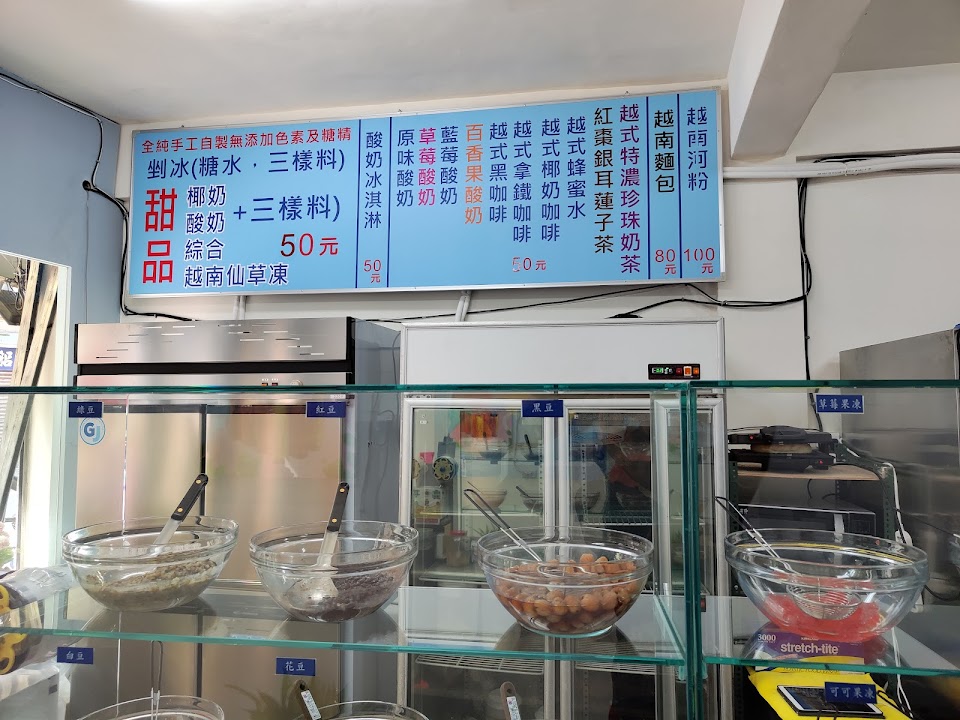 全純手工自製無添加色素及糖精
剉冰(糖水．三樣料)
甜品
椰奶
酸奶
+三樣料)
綜合
50元
越南仙草凍
酸奶冰淇淋
50元
原味酸奶
草莓酸奶
藍莓酸奶
百香果酸奶
越式黑咖啡
越式拿鐵咖啡
越式椰奶咖啡
越式蜂蜜水
紅棗銀耳蓮子茶
越式特濃珍珠奶茶
50元
越南麵包
80元
越南河粉
100元
綠豆
紅豆
黑豆
草莓果凍
GJ
白豆
花豆
3000
stretch-tite
可可果凍